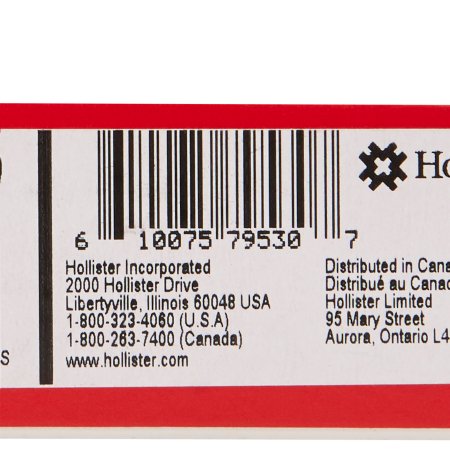 6 10075 79530 7
Hollister Incorporated
2000 Hollister Drive
Libertyville, Illinois 60048 USA
1-800-323-4060 (U.S.A)
1-800-263-7400 (Canada)
www.hollister.com
Ho
Distributed in Cana
Distribué au Canac
Hollister Limited
95 Mary Street
Aurora, Ontario L4
S